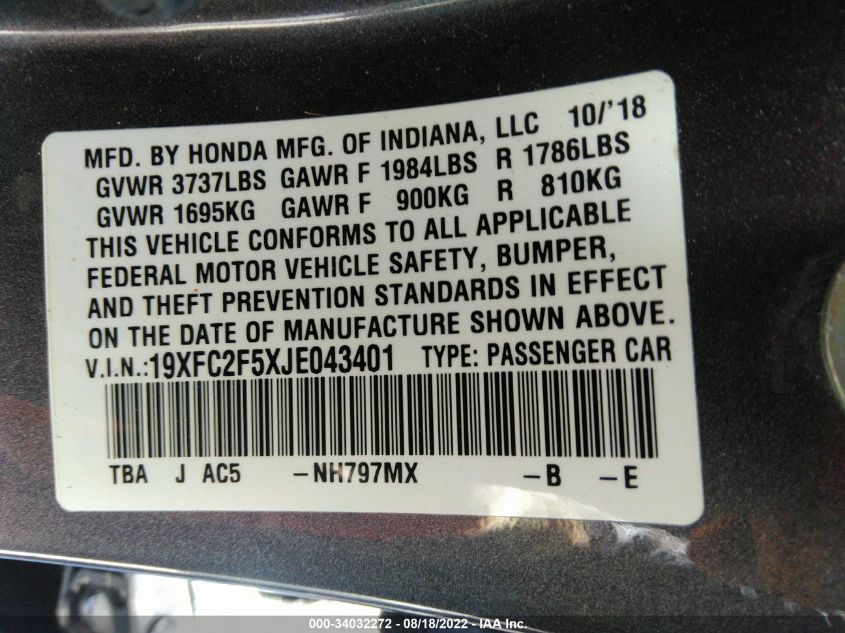 MFD. BY HONDA MFG. OF INDIANA, LLC 10/'18
GVWR 3737LBS GAWR F 1984LBS R 1786LBS
GVWR 1695KG GAWR F 900KG R 810KG
THIS VEHICLE CONFORMS TO ALL APPLICABLE
FEDERAL MOTOR VEHICLE SAFETY, BUMPER,
AND THEFT PREVENTION STANDARDS IN EFFECT
ON THE DATE OF MANUFACTURE SHOWN ABOVE.
V.I.N.:19XFC2F5XJE043401 TYPE: PASSENGER CAR
TBA J AC5 -NH797MX -B -E
000-34032272 - 08/18/2022 - IAA Inc.